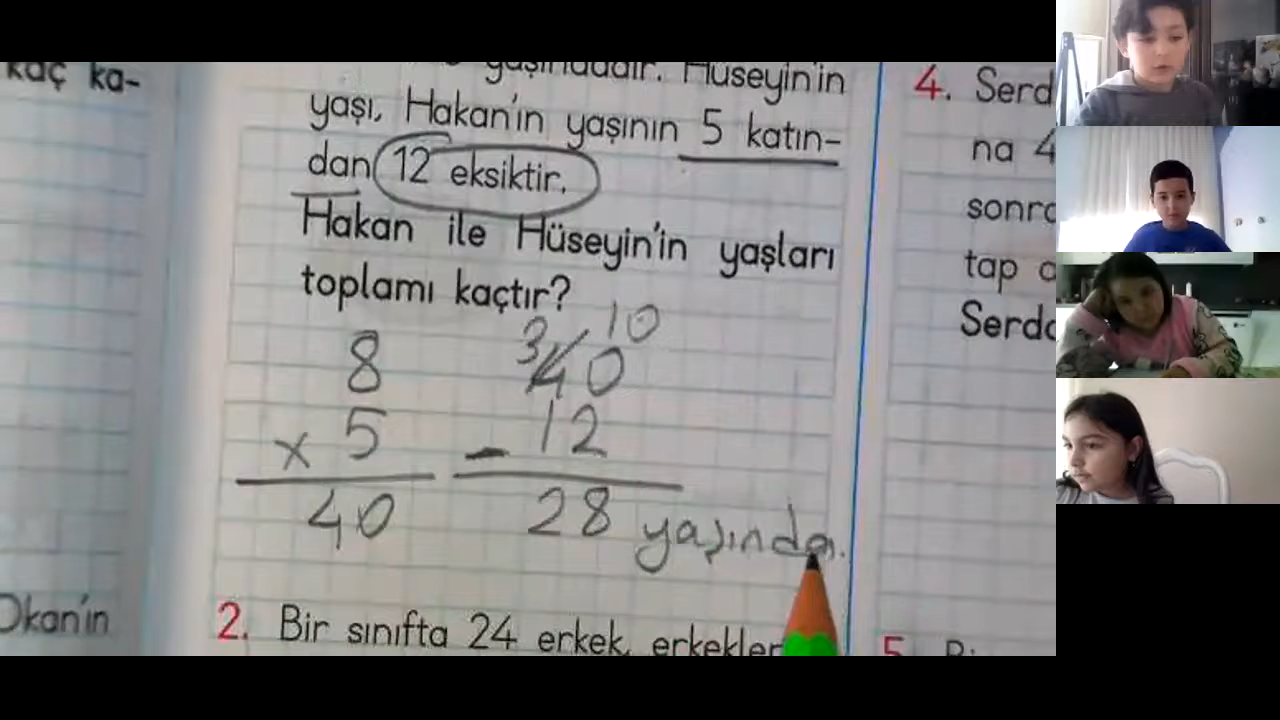 kaç ka-
yaşındadır. Hüseyin'in
yaşı, Hakan'ın yaşının 5 katın-
dan 12 eksiktir.
Hakan ile Hüseyin'in yaşları
toplamı kaçtır?
8
x 5
40
3 10
40
- 12
28 yaşında.
Okan'ın
2. Bir sınıfta 24 erkek, erkekler
4. Serd
na 4
sonra
tap
Serda
5.